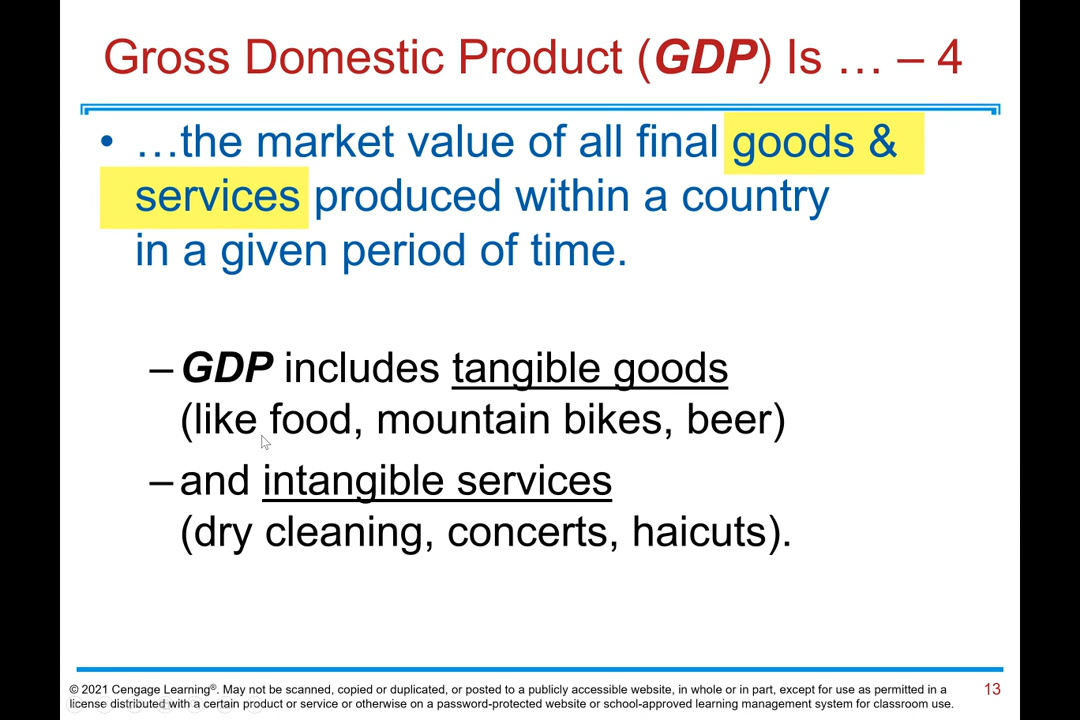 Gross Domestic Product (GDP) Is … – 4
• …the market value of all final goods &
services produced within a country
in a given period of time.
– GDP includes tangible goods
(like food, mountain bikes, beer)
– and intangible services
(dry cleaning, concerts, haicuts).
© 2021 Cengage Learning®. May not be scanned, copied or duplicated, or posted to a publicly accessible website, in whole or in part, except for use as permitted in a
license distributed with a certain product or service or otherwise on a password-protected website or school-approved learning management system for classroom use.
13